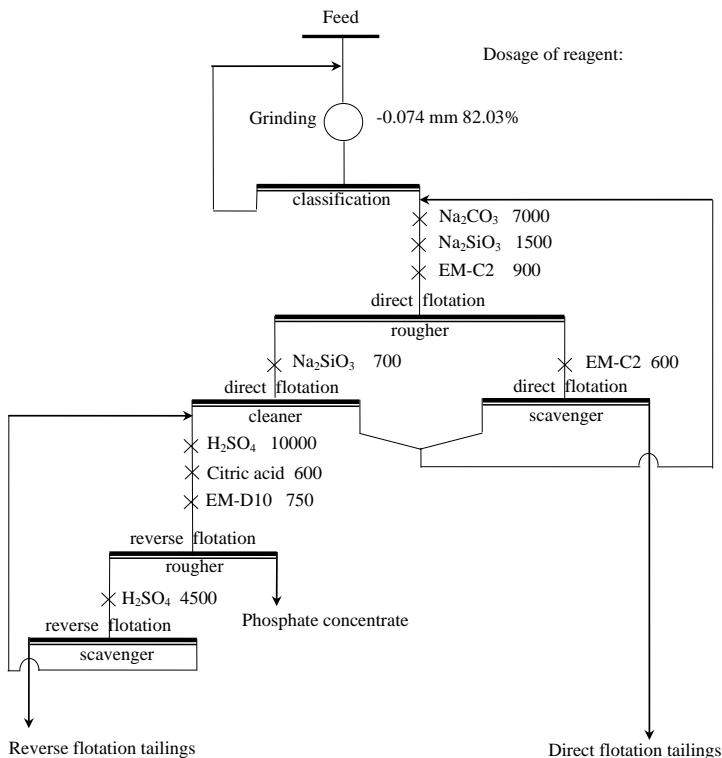 Feed
Dosage of reagent:
Grinding -0.074 mm 82.03%
classification
Na₂CO₃ 7000
Na₂SiO₃ 1500
EM-C2 900
direct flotation
rougher
Na₂SiO₃ 700
EM-C2 600
direct flotation
direct flotation
cleaner
scavenger
H₂SO₄ 10000
Citric acid 600
EM-D10 750
reverse flotation
rougher
H₂SO₄ 4500
Phosphate concentrate
reverse flotation
scavenger
Reverse flotation tailings
Direct flotation tailings